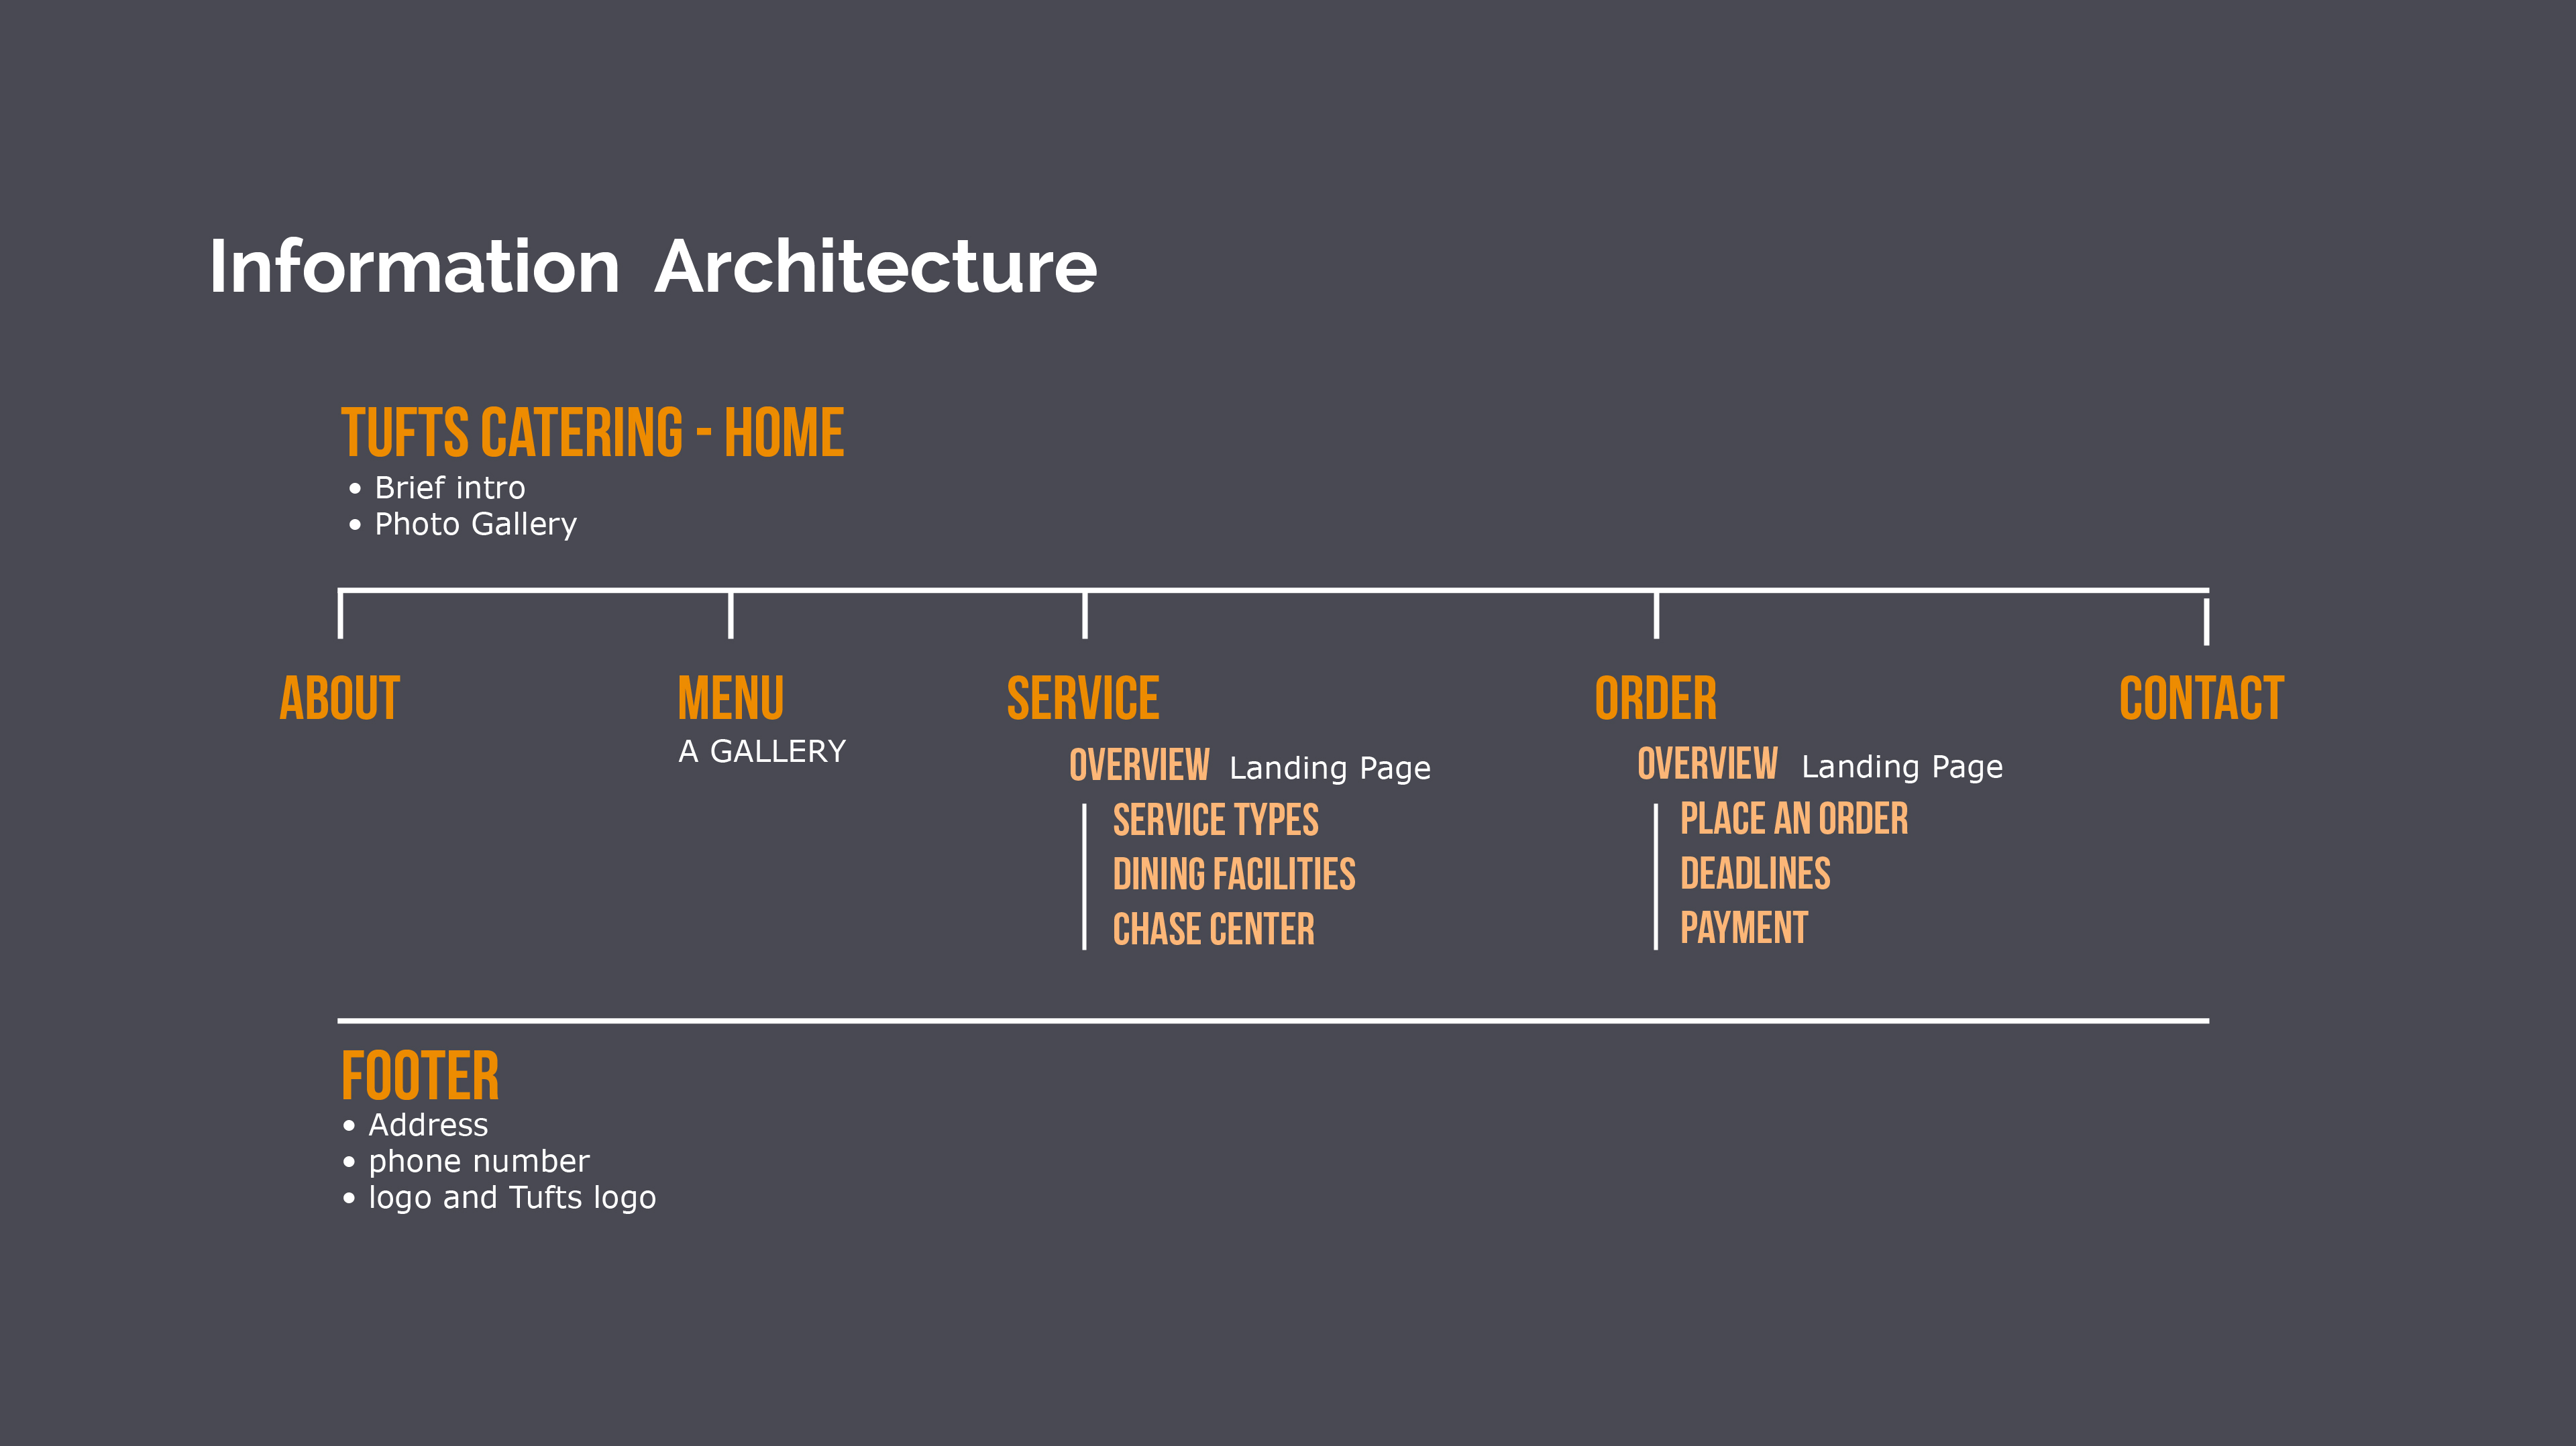 Information Architecture
TUFTS CATERING - HOME
• Brief intro
• Photo Gallery
ABOUT
MENU
A GALLERY
SERVICE
OVERVIEW Landing Page
SERVICE TYPES
DINING FACILITIES
CHASE CENTER
ORDER
OVERVIEW Landing Page
PLACE AN ORDER
DEADLINES
PAYMENT
CONTACT
FOOTER
• Address
• phone number
• logo and Tufts logo